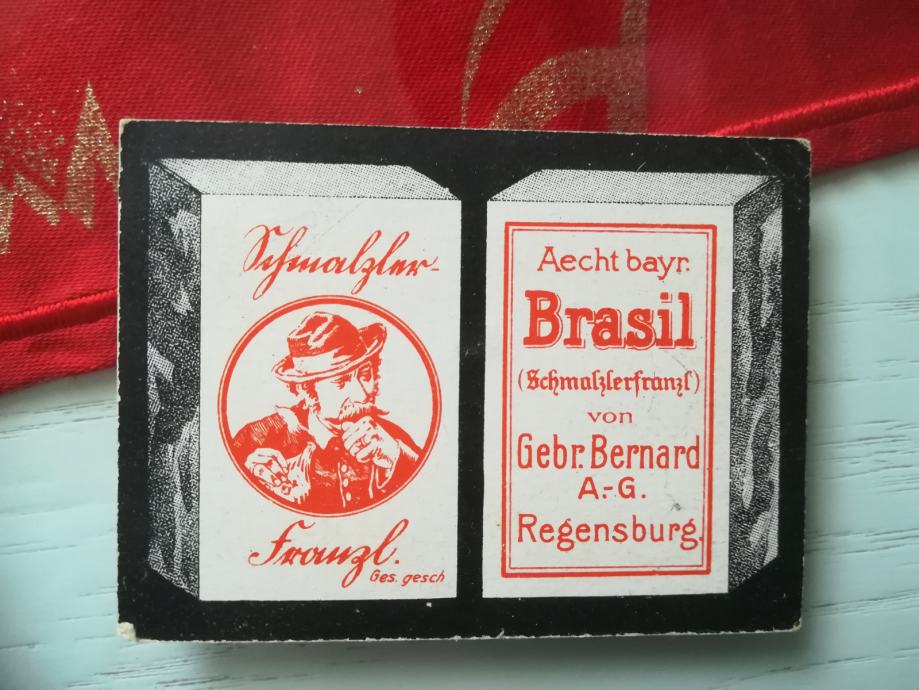 Schmalzler-
Franzl.
Ges. gesch
Aecht bayr.
Brasil
(Schmalzlerfranzl)
von
Gebr. Bernard
A.-G.
Regensburg.